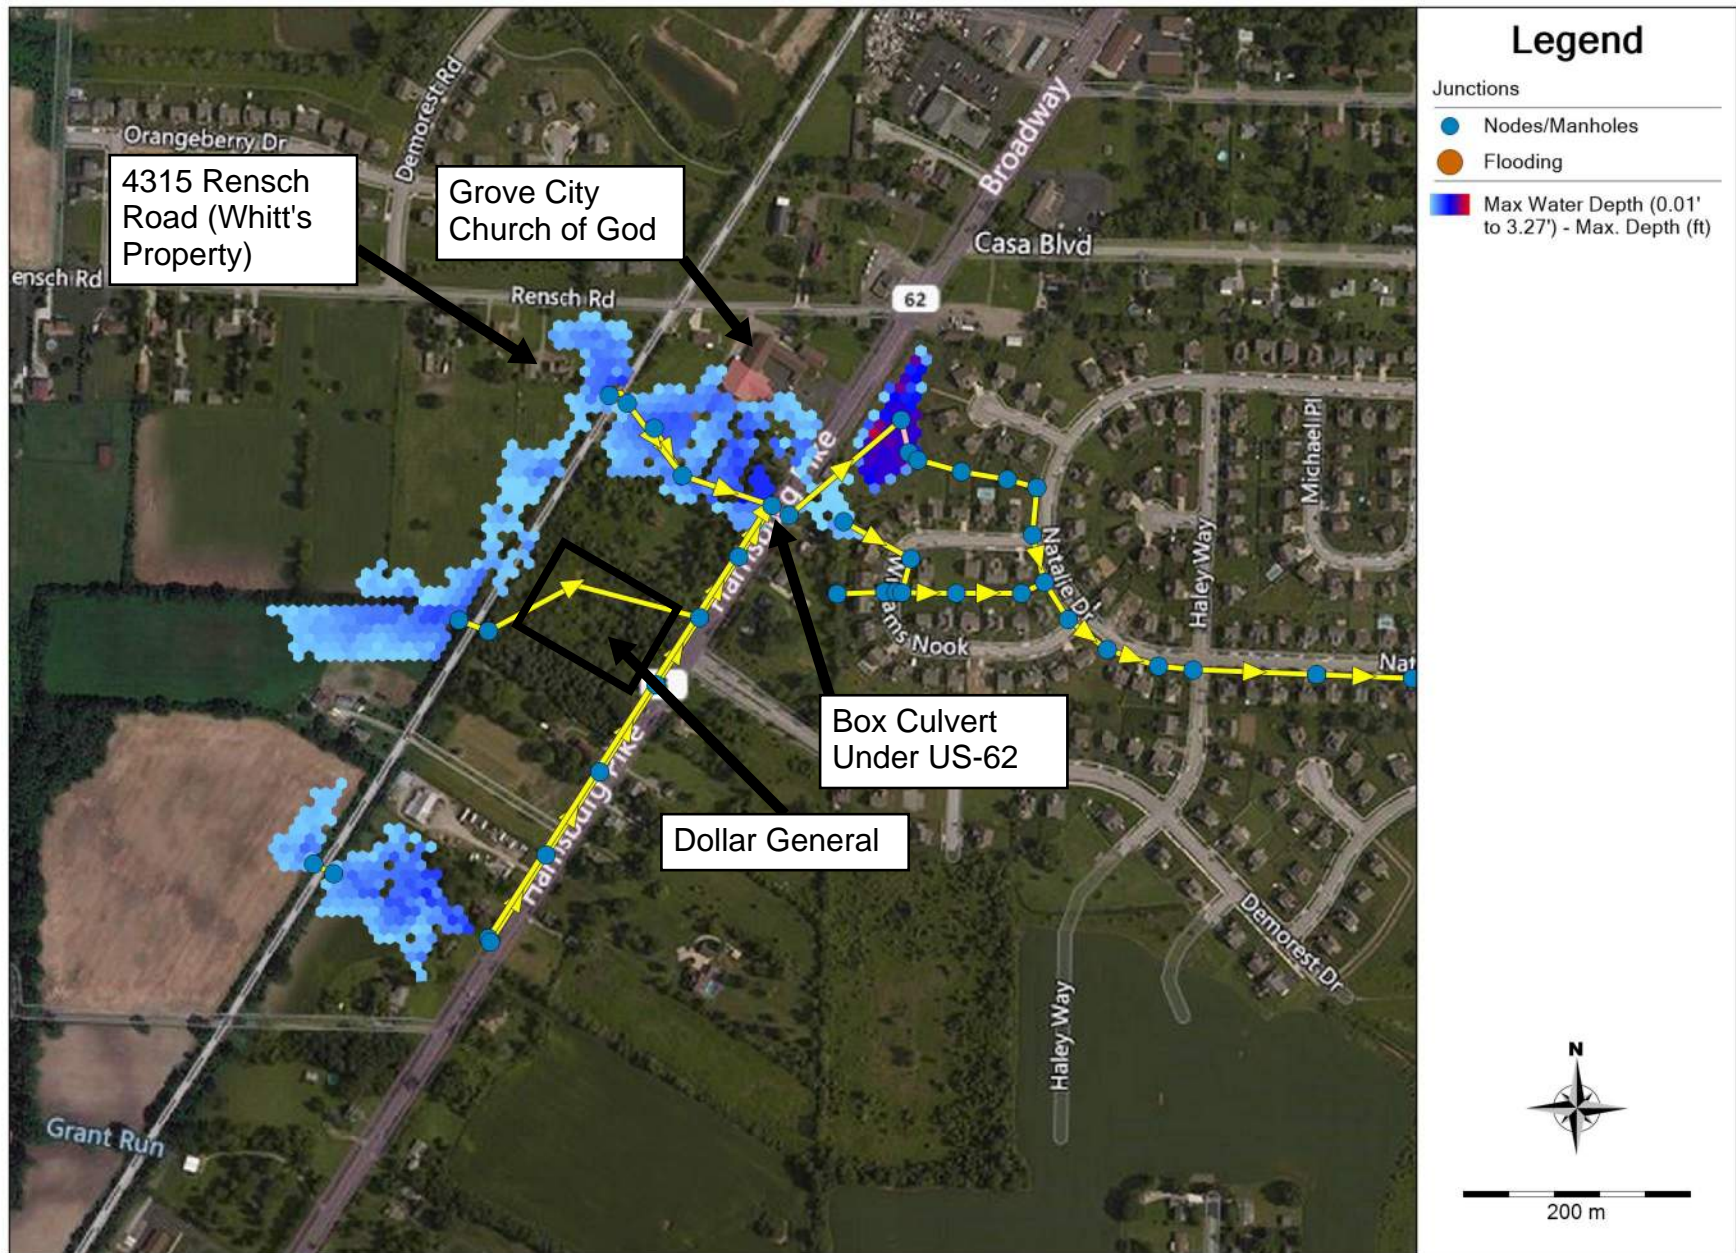 Legend
Junctions
Nodes/Manholes
Flooding
Max Water Depth (0.01'
to 3.27') - Max. Depth (ft)
Orangeberry Dr
Demorest Rd
Broadway
4315 Rensch
Road (Whitt's
Property)
Grove City
Church of God
Casa Blvd
ensch Rd
Rensch Rd
62
Michael Pl
Haley Way
Natalie Dr
Nook
Nat
Box Culvert
Under US-62
Dollar General
Demorest Dr
Haley Way
Grant Run
N
200 m